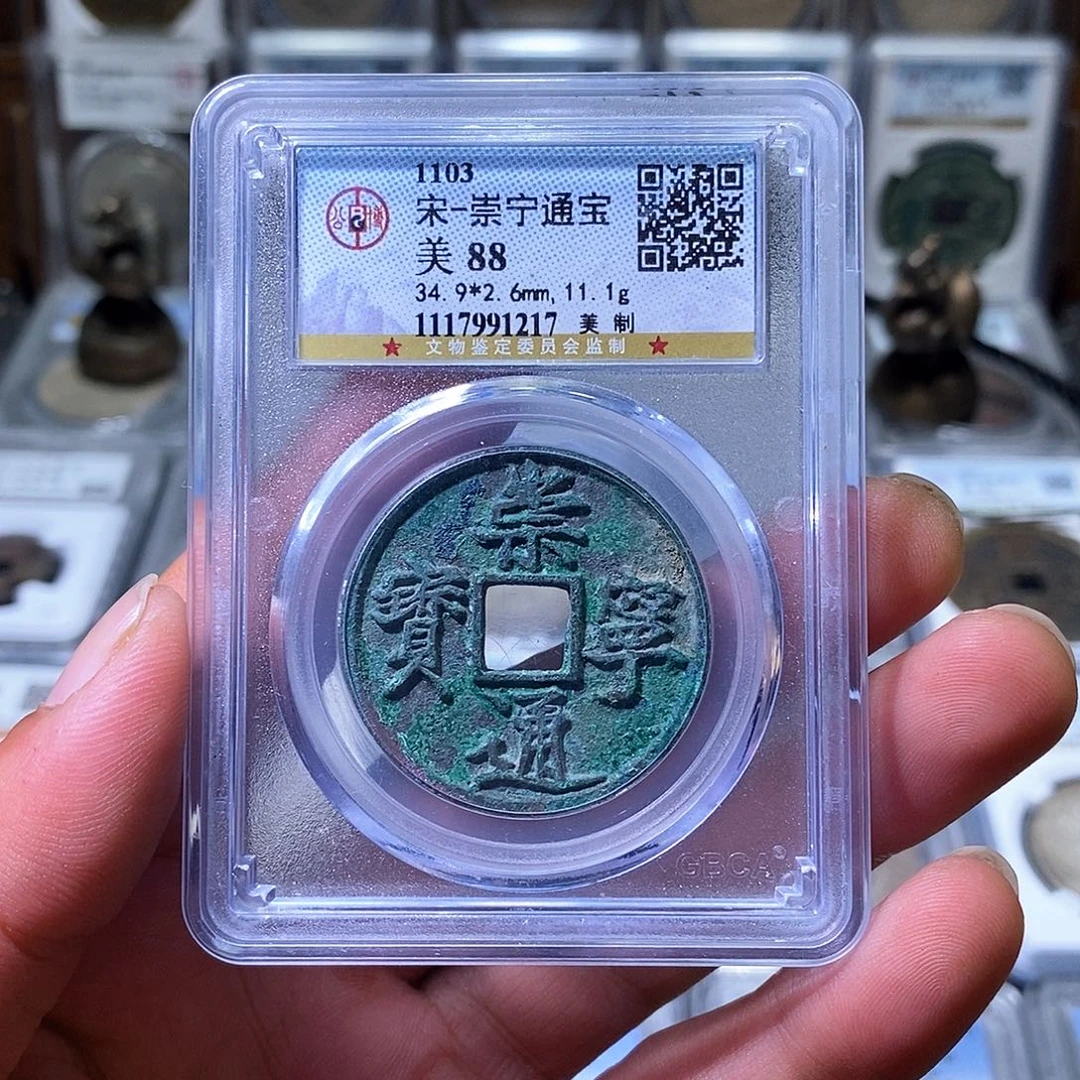 1103
宋-崇宁通宝
美 88
34.9*2.6mm,11.1g
1117991217 美制
★ 文物鉴定委员会监制 ★
崇
寧
通
寳
GBCA